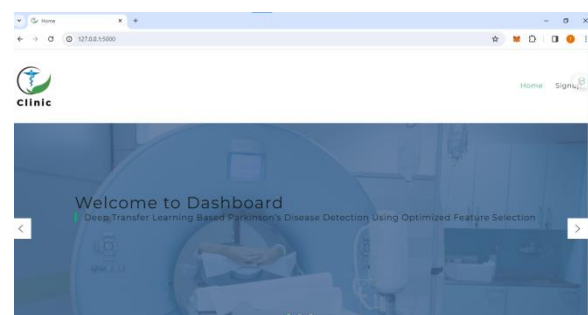 Home
127.0.0.1:5000
Clinic
Home
Welcome to Dashboard
Deep Transfer Learning Based Parkinson's Disease Detection Using Optimized Feature Selection